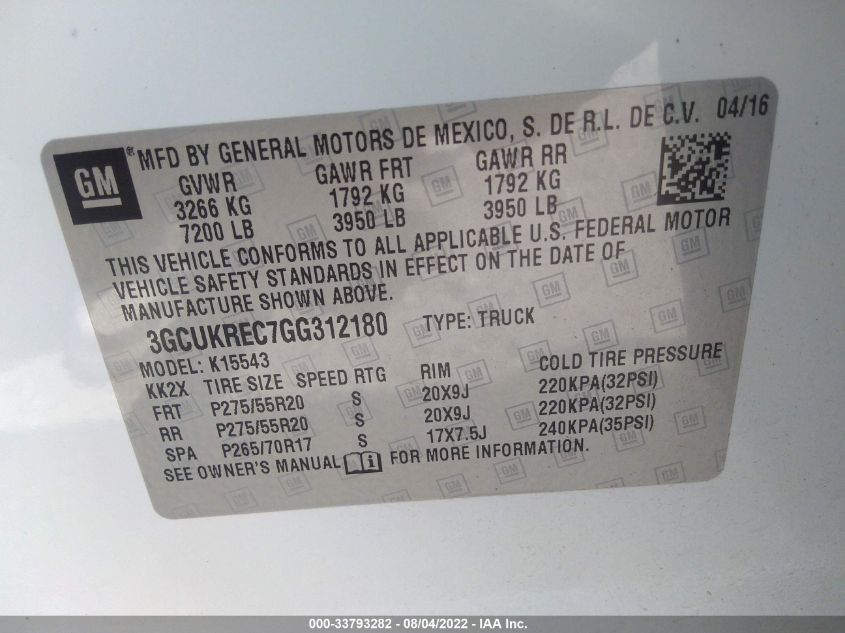 GM ® MFD BY GENERAL MOTORS DE MEXICO, S. DE R.L. DE C.V. 04/16
GVWR GAWR FRT GAWR RR
3266 KG 1792 KG 1792 KG
7200 LB 3950 LB 3950 LB
THIS VEHICLE CONFORMS TO ALL APPLICABLE U.S. FEDERAL MOTOR
VEHICLE SAFETY STANDARDS IN EFFECT ON THE DATE OF
MANUFACTURE SHOWN ABOVE.
3GCUKREC7GG312180 TYPE: TRUCK
MODEL: K15543
KK2X TIRE SIZE SPEED RTG RIM COLD TIRE PRESSURE
FRT P275/55R20 S 20X9J 220KPA(32PSI)
RR P275/55R20 S 20X9J 220KPA(32PSI)
SPA P265/70R17 S 17X7.5J 240KPA(35PSI)
SEE OWNER'S MANUAL FOR MORE INFORMATION.
000-33793282 - 08/04/2022 - IAA Inc.